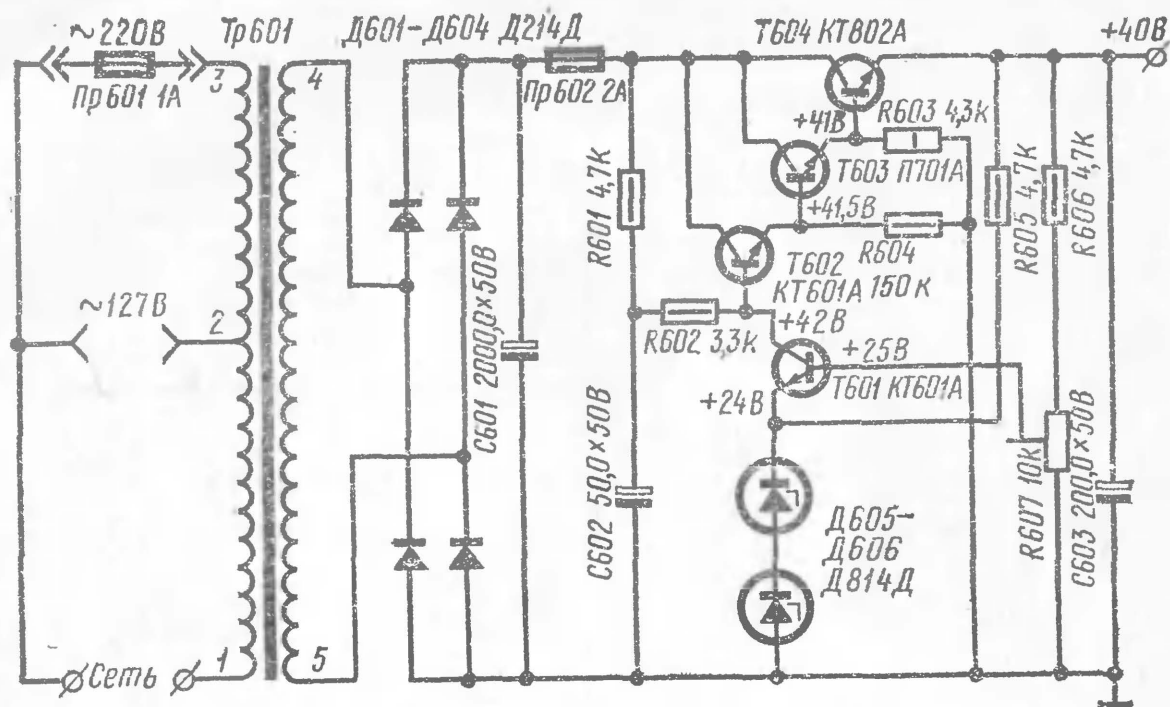 ~220В
Пр601 1А
Тр601
3
4
2
1
5
~127В
Сеть
Д601-Д604 Д214Д
С601 2000,0×50В
Пр602 2А
R601 4,7к
С602 50,0×50В
R602 3,3к
Т604 КТ802А
+41В
R603 4,3к
Т603 П701А
+41,5В
R604
150к
Т602
КТ601А
+42В
+25В
Т601 КТ601А
+24В
Д605-
Д606
Д814Д
R605 4,7к
R606 4,7к
R607 10к
С603 200,0×50В
+40В